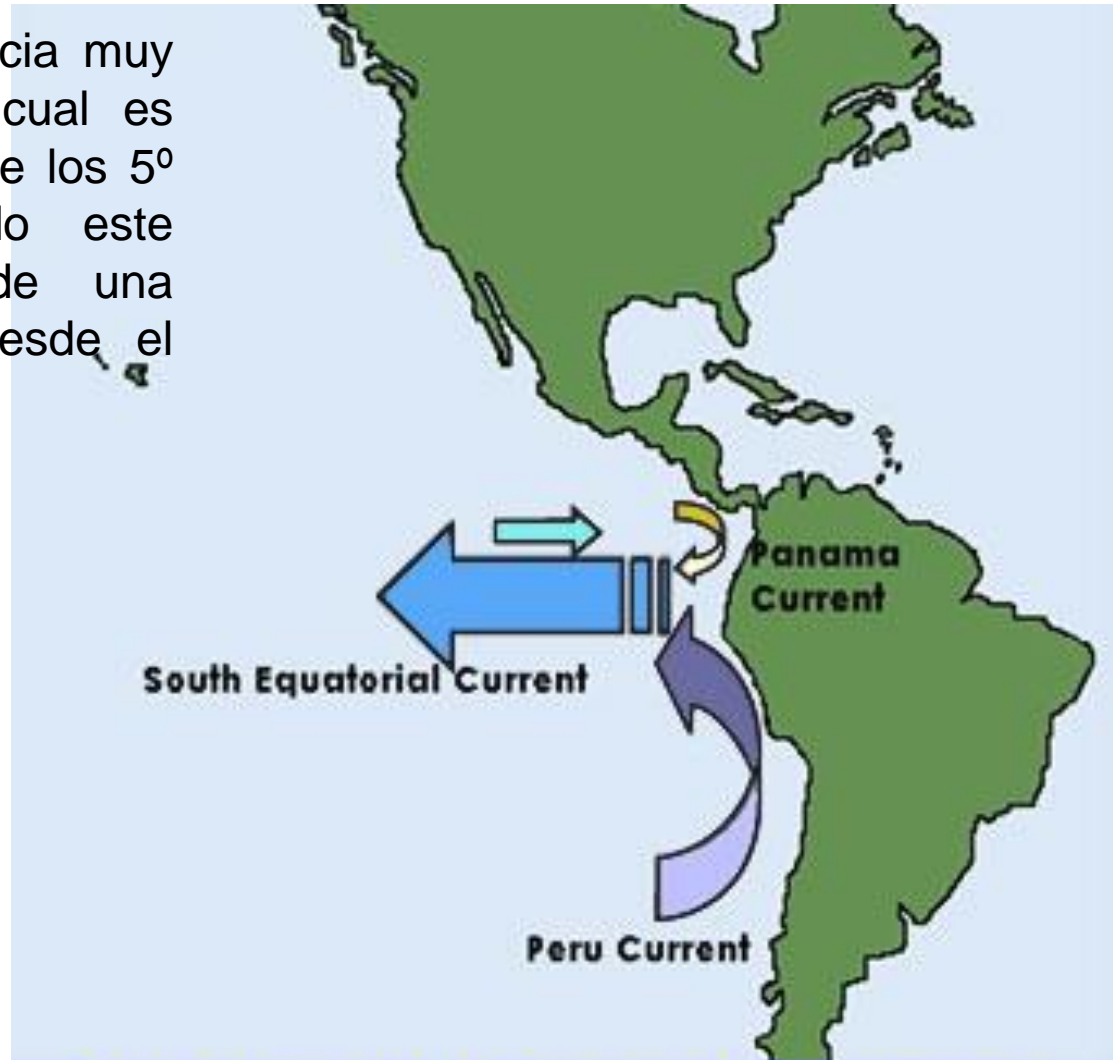 cia muy
cual es
e los 5º
lo este
de una
esde el
Panama
Current
South Equatorial Current
Peru Current